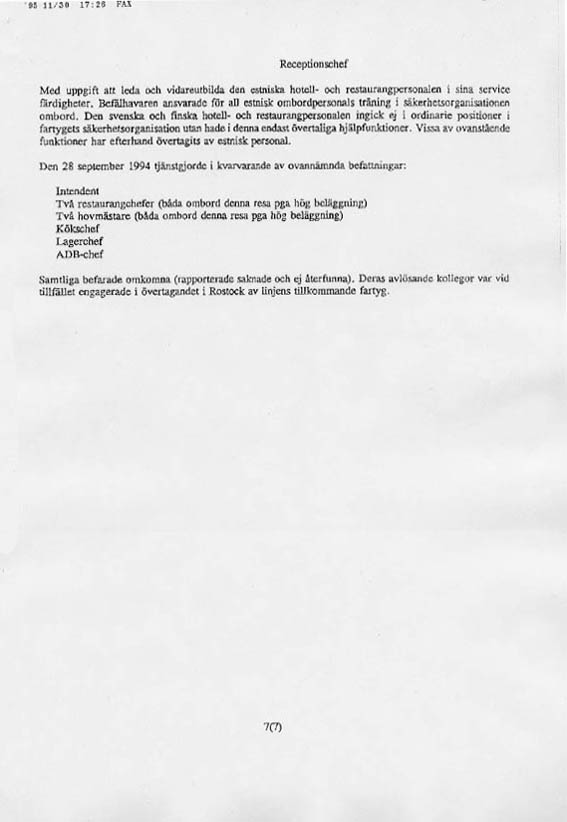 '95 11/30 17:26 FAX
Receptionschef
Med uppgift att leda och vidareutbilda den estniska hotell- och restaurangpersonalen i sina service
färdigheter. Befälhavaren ansvarade för all estnisk ombordpersonals träning i säkerhetsorganisationen
ombord. Den svenska och finska hotell- och restaurangpersonalen ingick ej i ordinarie positioner i
fartygets säkerhetsorganisation utan hade i denna endast övertaliga hjälpfunktioner. Vissa av ovanstående
funktioner har efterhand övertagits av estnisk personal.
Den 28 september 1994 tjänstgjorde i kvarvarande av ovannämnda befattningar:
Intendent
Två restaurangchefer (båda ombord denna resa pga hög beläggning)
Två hovmästare (båda ombord denna resa pga hög beläggning)
Kökschef
Lagerchef
ADB-chef
Samtliga befarade omkomna (rapporterade saknade och ej återfunna). Deras avlösande kollegor var vid
tillfället engagerade i övertagandet i Rostock av linjens tillkommande fartyg.
7(7)